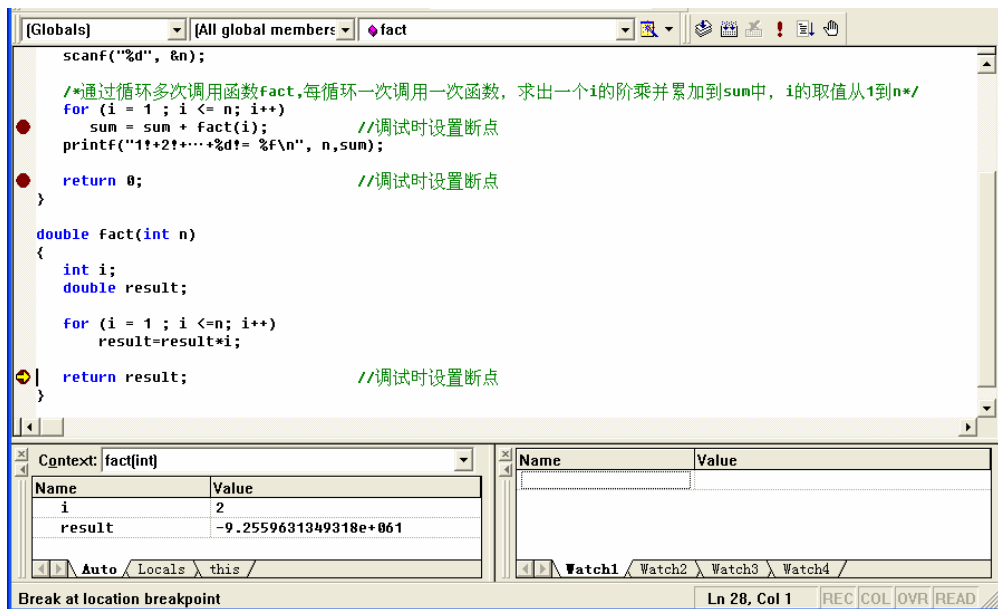 (Globals) (All global members fact
scanf("%d", &n);
/*通过循环多次调用函数fact,每循环一次调用一次函数，求出一个i的阶乘并累加到sum中，i的取值从1到n*/
for (i = 1 ; i <= n; i++)
sum = sum + fact(i); //调试时设置断点
printf("1!+2!+…+%d!= %f\n", n,sum);
return 0; //调试时设置断点
}
double fact(int n)
{
int i;
double result;
for (i = 1 ; i <=n; i++)
result=result*i;
return result; //调试时设置断点
}
Context: fact(int)
Name Value
i 2
result -9.2559631349318e+061
Auto Locals this
Name Value
Watch1 Watch2 Watch3 Watch4
Break at location breakpoint Ln 28, Col 1 REC COL OVR READ